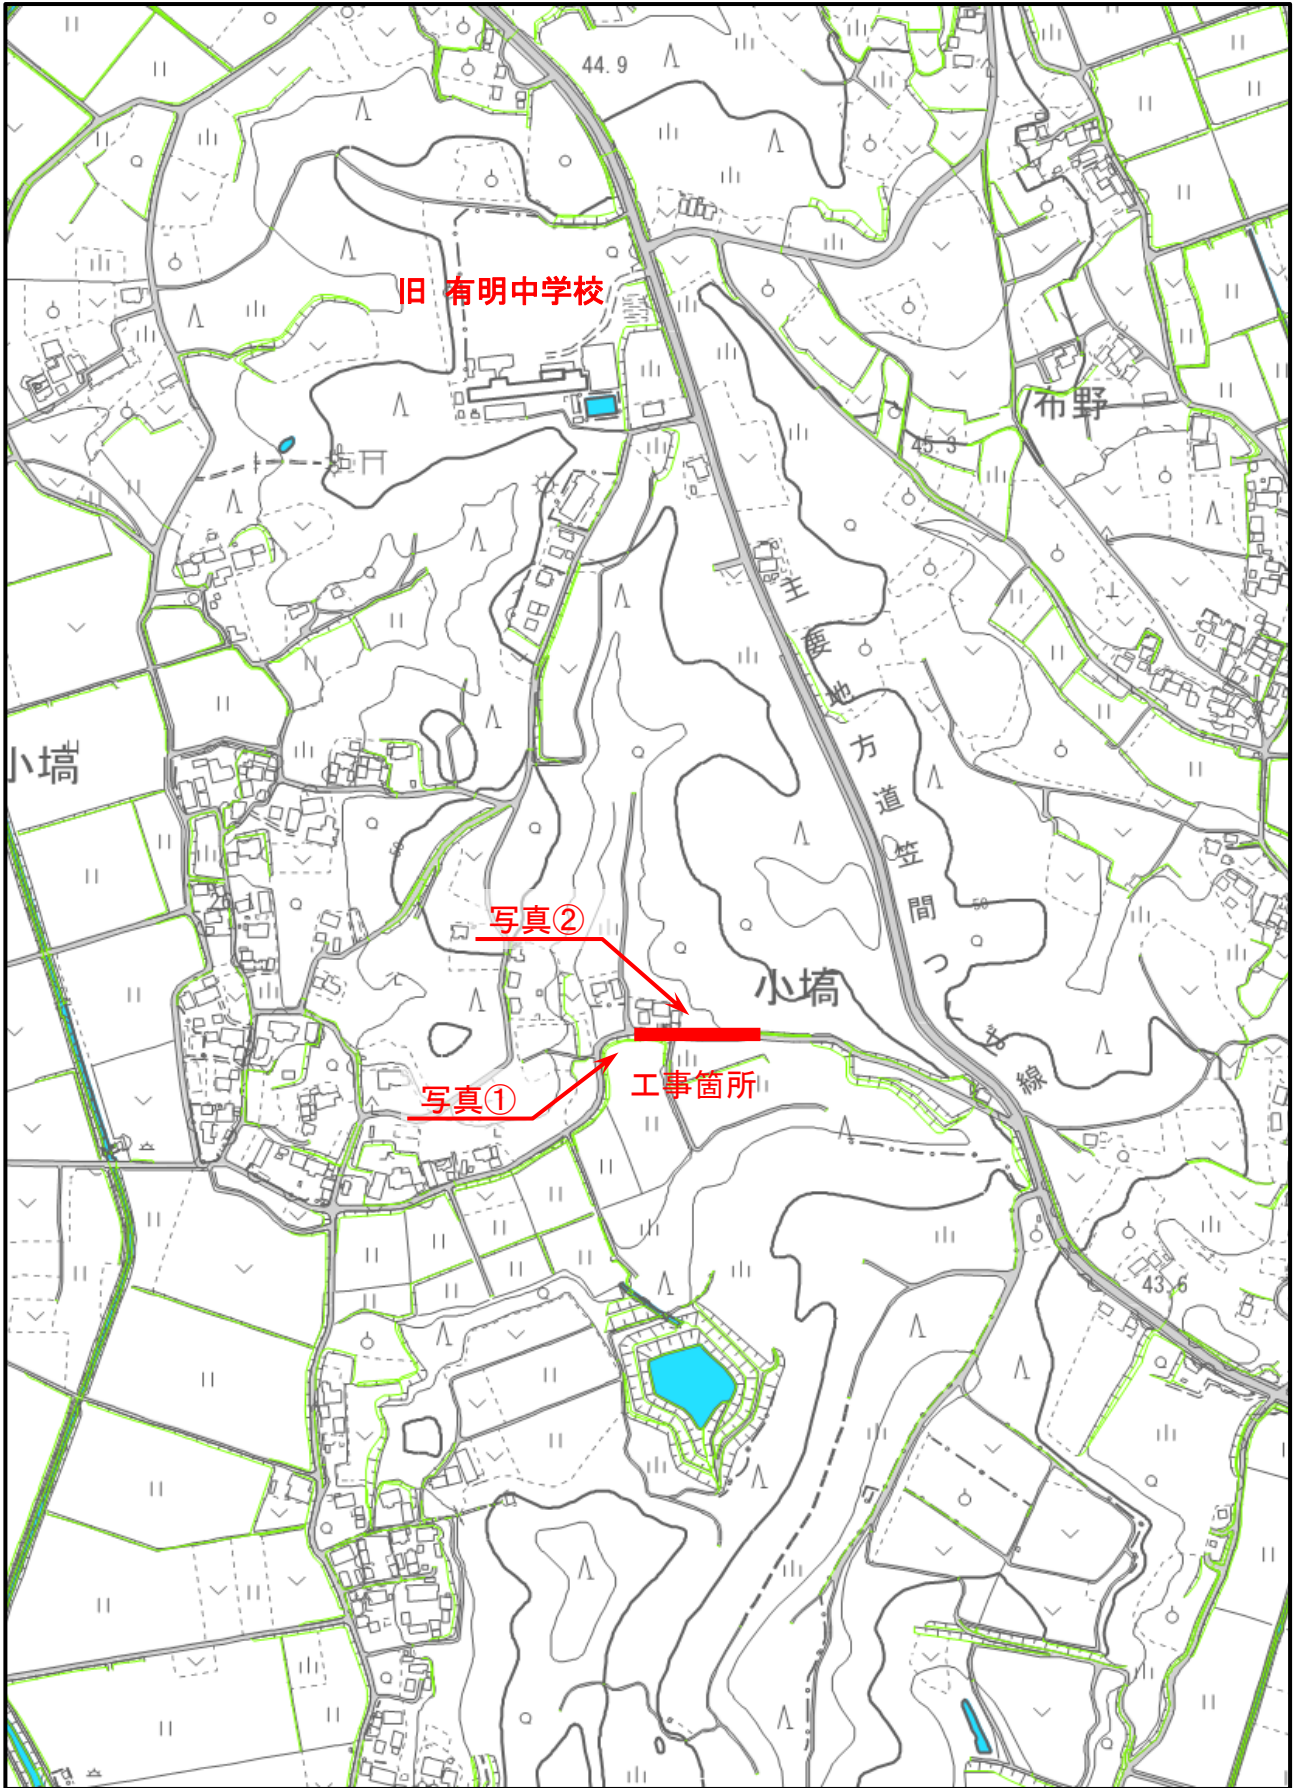 44.9
旧 有明中学校
布野
45.3
主要地方道笠間つくば線
小塙
50
写真②
小塙
工事箇所
写真①
43.6